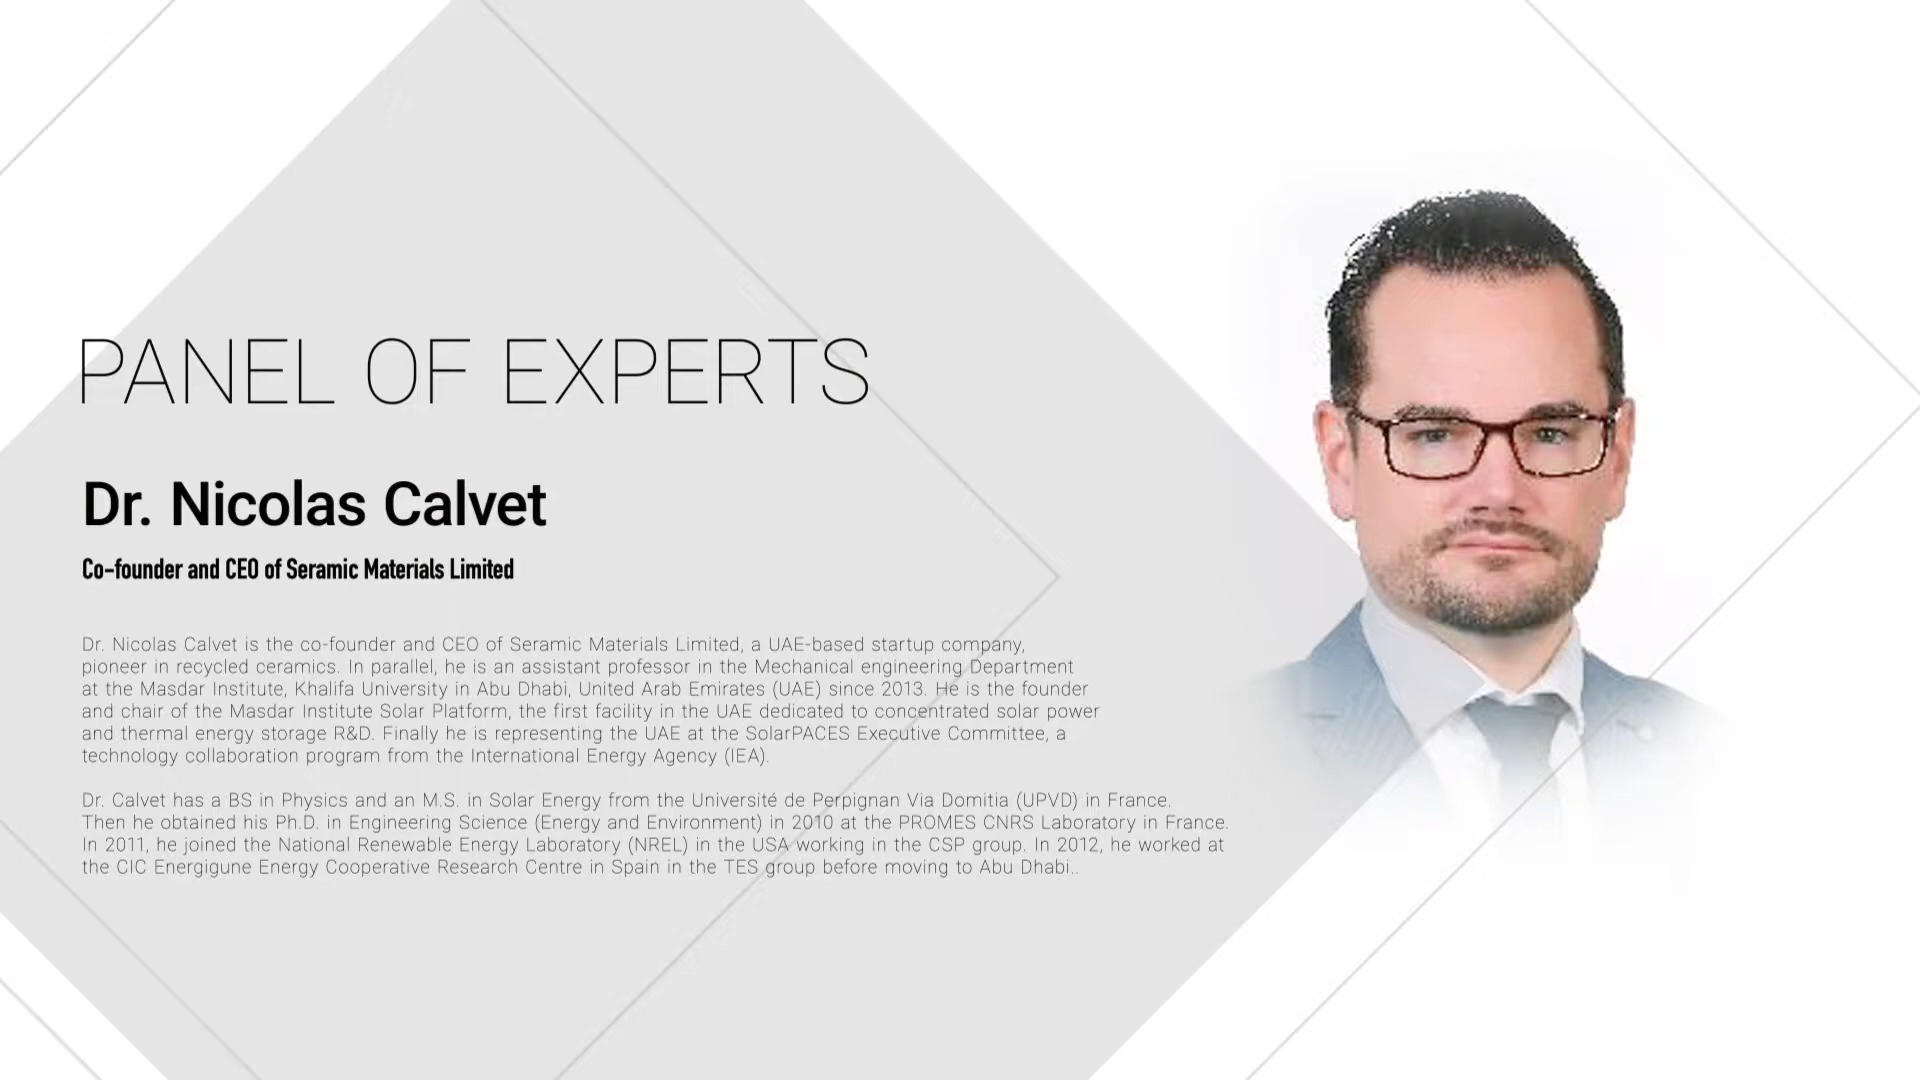 PANEL OF EXPERTS
Dr. Nicolas Calvet
Co-founder and CEO of Seramic Materials Limited
Dr. Nicolas Calvet is the co-founder and CEO of Seramic Materials Limited, a UAE-based startup company,
pioneer in recycled ceramics. In parallel, he is an assistant professor in the Mechanical engineering Department
at the Masdar Institute, Khalifa University in Abu Dhabi, United Arab Emirates (UAE) since 2013. He is the founder
and chair of the Masdar Institute Solar Platform, the first facility in the UAE dedicated to concentrated solar power
and thermal energy storage R&D. Finally he is representing the UAE at the SolarPACES Executive Committee, a
technology collaboration program from the International Energy Agency (IEA).
Dr. Calvet has a BS in Physics and an M.S. in Solar Energy from the Université de Perpignan Via Domitia (UPVD) in France.
Then he obtained his Ph.D. in Engineering Science (Energy and Environment) in 2010 at the PROMES CNRS Laboratory in France.
In 2011, he joined the National Renewable Energy Laboratory (NREL) in the USA working in the CSP group. In 2012, he worked at
the CIC Energigune Energy Cooperative Research Centre in Spain in the TES group before moving to Abu Dhabi..